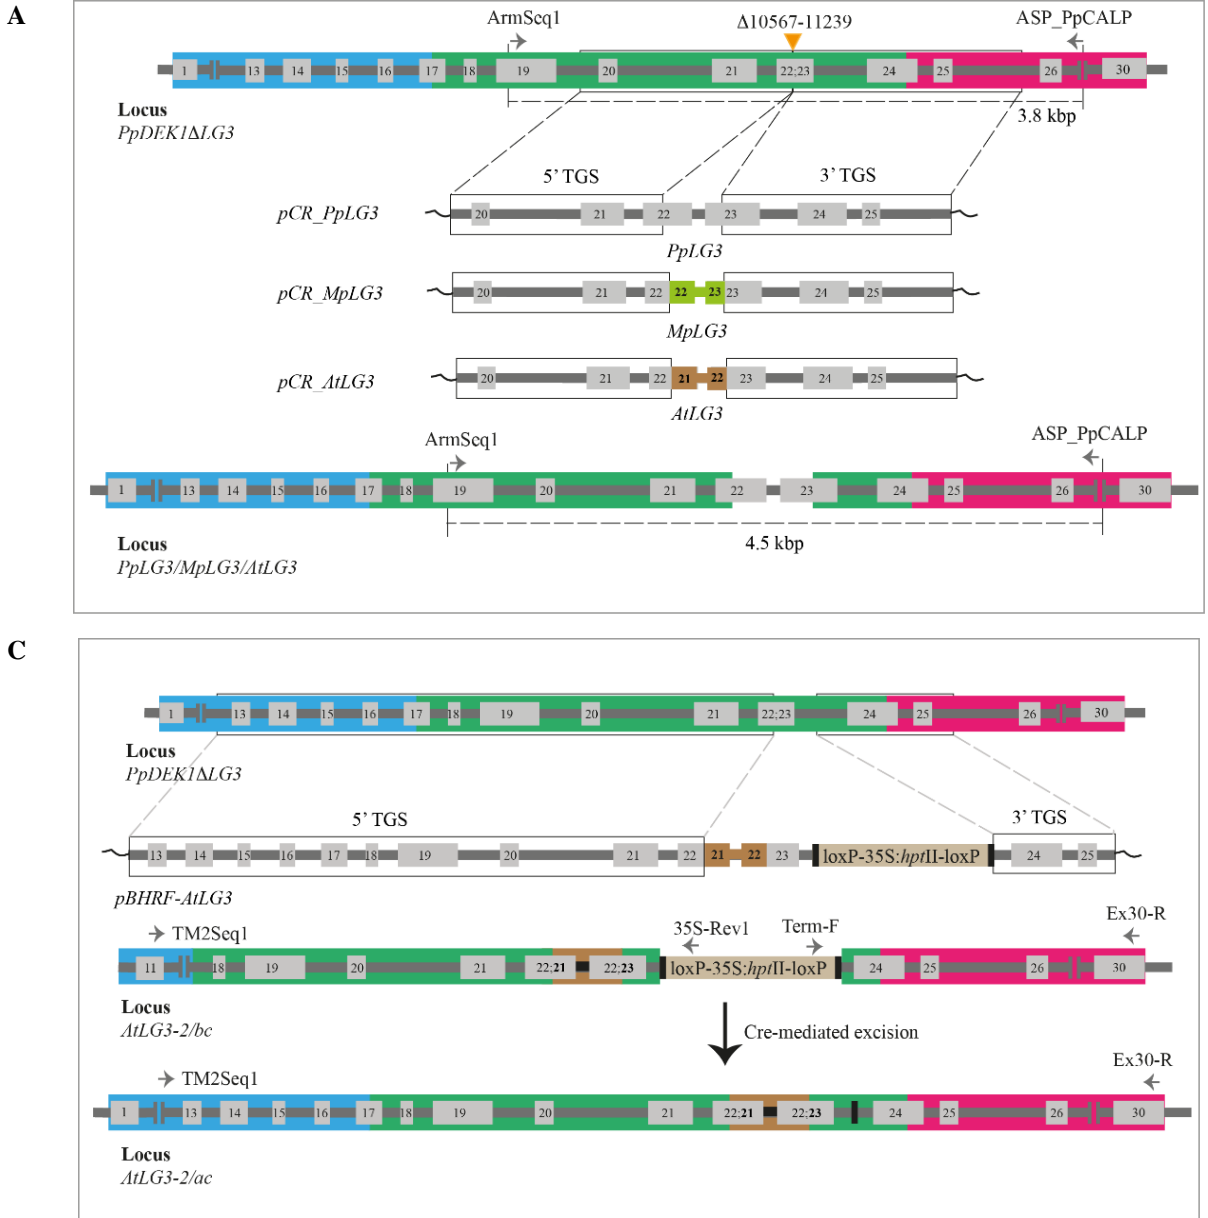 A
ArmSeq1 Δ10567-11239 ASP_PpCALP
1 13 14 15 16 17 18 19 20 21 22;23 24 25 26 30
Locus
PpDEK1ΔLG3
3.8 kbp
5' TGS 3' TGS
pCR_PpLG3 20 21 22 23 24 25
PpLG3
pCR_MpLG3 20 21 22 22 23 23 24 25
MpLG3
pCR_AtLG3 20 21 22 21 22 23 24 25
AtLG3
ArmSeq1 ASP_PpCALP
1 13 14 15 16 17 18 19 20 21 22 23 24 25 26 30
Locus
4.5 kbp
PpLG3/MpLG3/AtLG3
C
1 13 14 15 16 17 18 19 20 21 22;23 24 25 26 30
Locus
PpDEK1ΔLG3
5' TGS 3' TGS
13 14 15 16 17 18 19 20 21 22 21 22 23 loxP-35S:hptII-loxP 24 25
pBHRF-AtLG3
TM2Seq1 35S-Rev1 Term-F Ex30-R
11 18 19 20 21 22;21 22;23 loxP-35S:hptII-loxP 24 25 26 30
Locus
AtLG3-2/bc
Cre-mediated excision
TM2Seq1 Ex30-R
1 13 14 15 16 17 18 19 20 21 22;21 22;23 24 25 26 30
Locus
AtLG3-2/ac